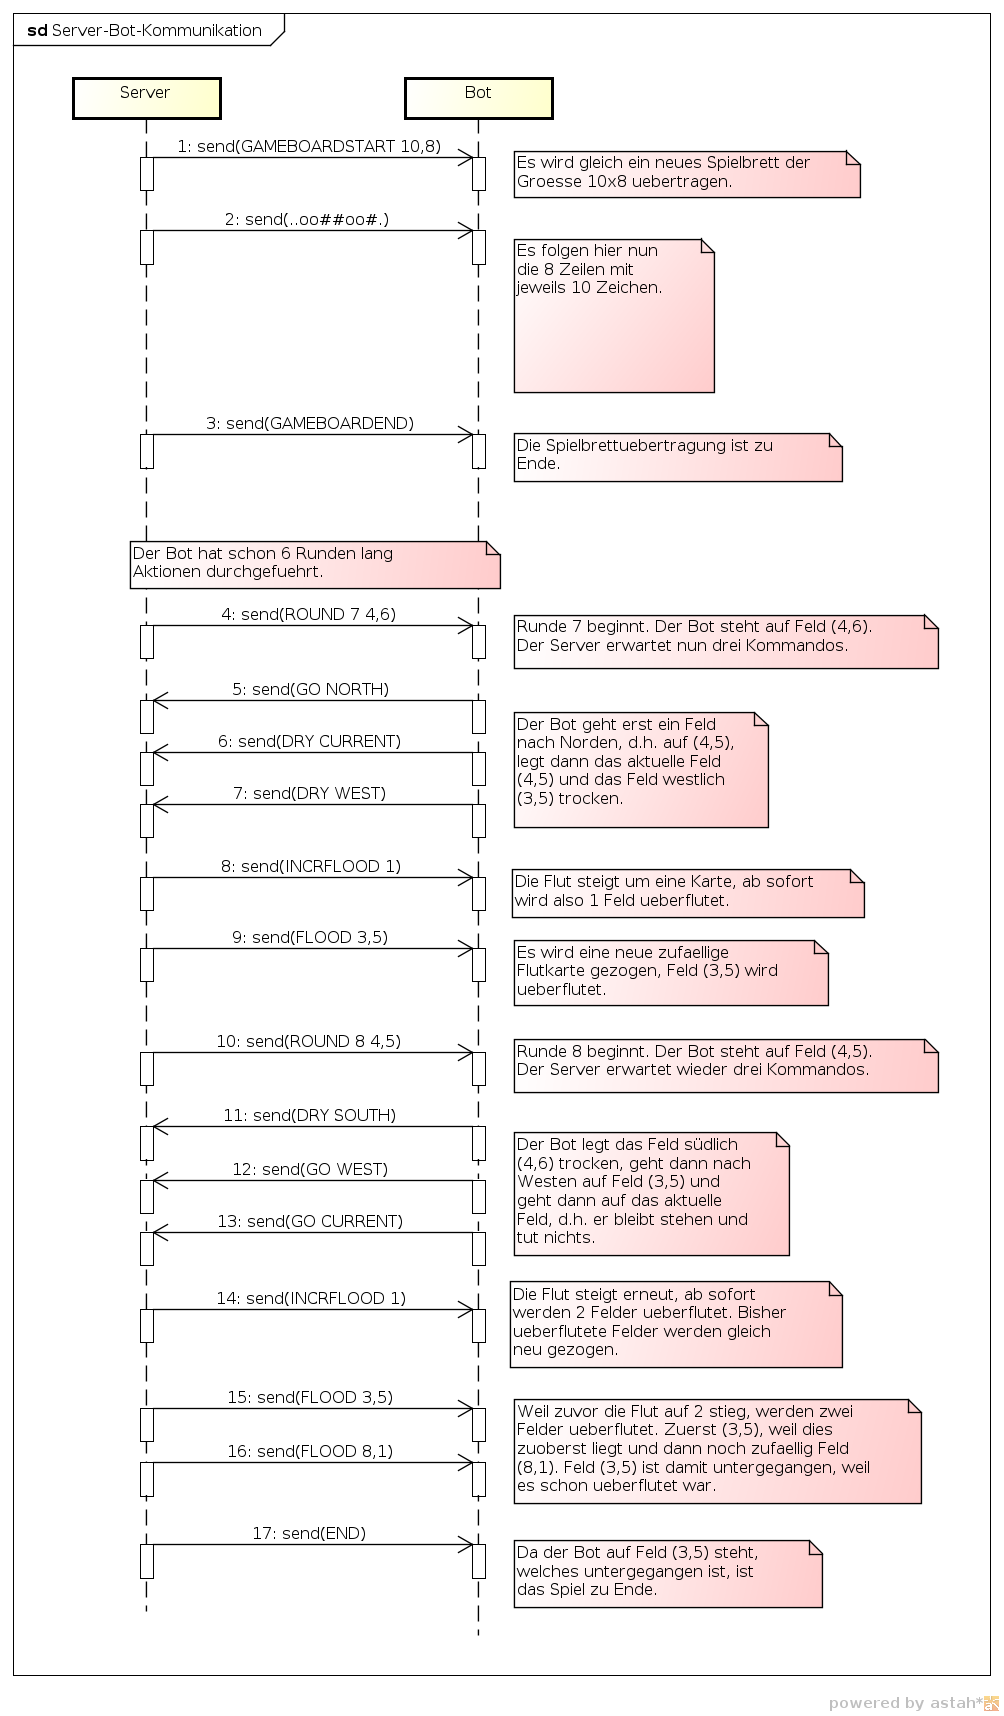 sd Server-Bot-Kommunikation
Server
Bot
1: send(GAMEBOARDSTART 10,8)
Es wird gleich ein neues Spielbrett der
Groesse 10x8 uebertragen.
2: send(..oo##oo#.)
Es folgen hier nun
die 8 Zeilen mit
jeweils 10 Zeichen.
3: send(GAMEBOARDEND)
Die Spielbrettuebertragung ist zu
Ende.
Der Bot hat schon 6 Runden lang
Aktionen durchgefuehrt.
4: send(ROUND 7 4,6)
Runde 7 beginnt. Der Bot steht auf Feld (4,6).
Der Server erwartet nun drei Kommandos.
5: send(GO NORTH)
6: send(DRY CURRENT)
7: send(DRY WEST)
Der Bot geht erst ein Feld
nach Norden, d.h. auf (4,5),
legt dann das aktuelle Feld
(4,5) und das Feld westlich
(3,5) trocken.
8: send(INCRFLOOD 1)
Die Flut steigt um eine Karte, ab sofort
wird also 1 Feld ueberflutet.
9: send(FLOOD 3,5)
Es wird eine neue zufaellige
Flutkarte gezogen, Feld (3,5) wird
ueberflutet.
10: send(ROUND 8 4,5)
Runde 8 beginnt. Der Bot steht auf Feld (4,5).
Der Server erwartet wieder drei Kommandos.
11: send(DRY SOUTH)
12: send(GO WEST)
13: send(GO CURRENT)
Der Bot legt das Feld südlich
(4,6) trocken, geht dann nach
Westen auf Feld (3,5) und
geht dann auf das aktuelle
Feld, d.h. er bleibt stehen und
tut nichts.
14: send(INCRFLOOD 1)
Die Flut steigt erneut, ab sofort
werden 2 Felder ueberflutet. Bisher
ueberflutete Felder werden gleich
neu gezogen.
15: send(FLOOD 3,5)
16: send(FLOOD 8,1)
Weil zuvor die Flut auf 2 stieg, werden zwei
Felder ueberflutet. Zuerst (3,5), weil dies
zuoberst liegt und dann noch zufaellig Feld
(8,1). Feld (3,5) ist damit untergegangen, weil
es schon ueberflutet war.
17: send(END)
Da der Bot auf Feld (3,5) steht,
welches untergegangen ist, ist
das Spiel zu Ende.
powered by astah*